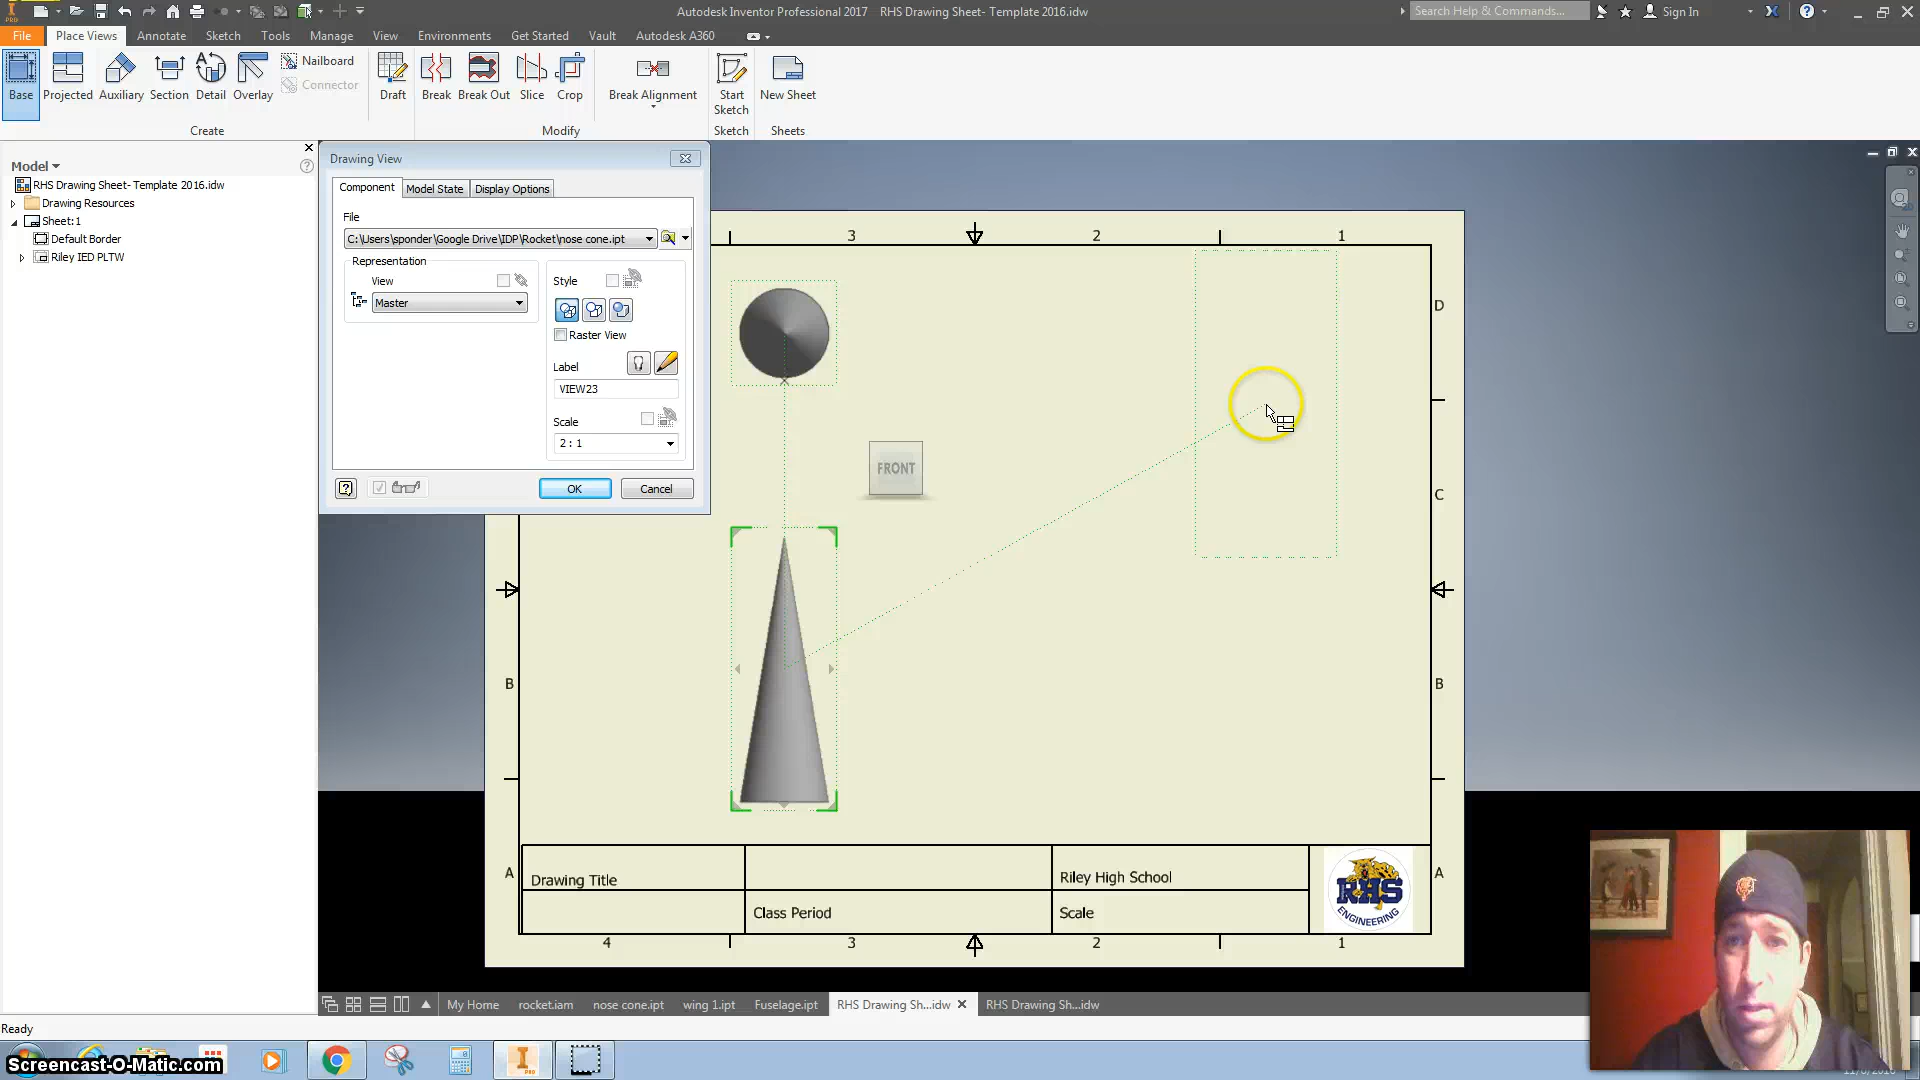 Autodesk Inventor Professional 2017 RHS Drawing Sheet- Template 2016.idw
Search Help & Commands...
Sign In
PRO
File Place Views Annotate Sketch Tools Manage View Environments Get Started Vault Autodesk A360
Base Projected Auxiliary Section Detail Overlay
Nailboard
Connector
Draft Break Break Out Slice Crop
Break Alignment
Start
Sketch
New Sheet
Create Modify Sketch Sheets
Model
RHS Drawing Sheet- Template 2016.idw
Drawing Resources
Sheet:1
Default Border
Riley IED PLTW
Drawing View
Component Model State Display Options
File
C:\Users\sponder\Google Drive\IDP\Rocket\nose cone.ipt
Representation
View
Master
Style
Raster View
Label
VIEW23
Scale
2 : 1
OK Cancel
3 2 1
D
FRONT
C
B B
A A
Drawing Title
Riley High School
Class Period
Scale
RHS
ENGINEERING
4 3 2 1
My Home rocket.iam nose cone.ipt wing 1.ipt Fuselage.ipt RHS Drawing Sh...idw RHS Drawing Sh...idw
Ready
Screencast-O-Matic.com